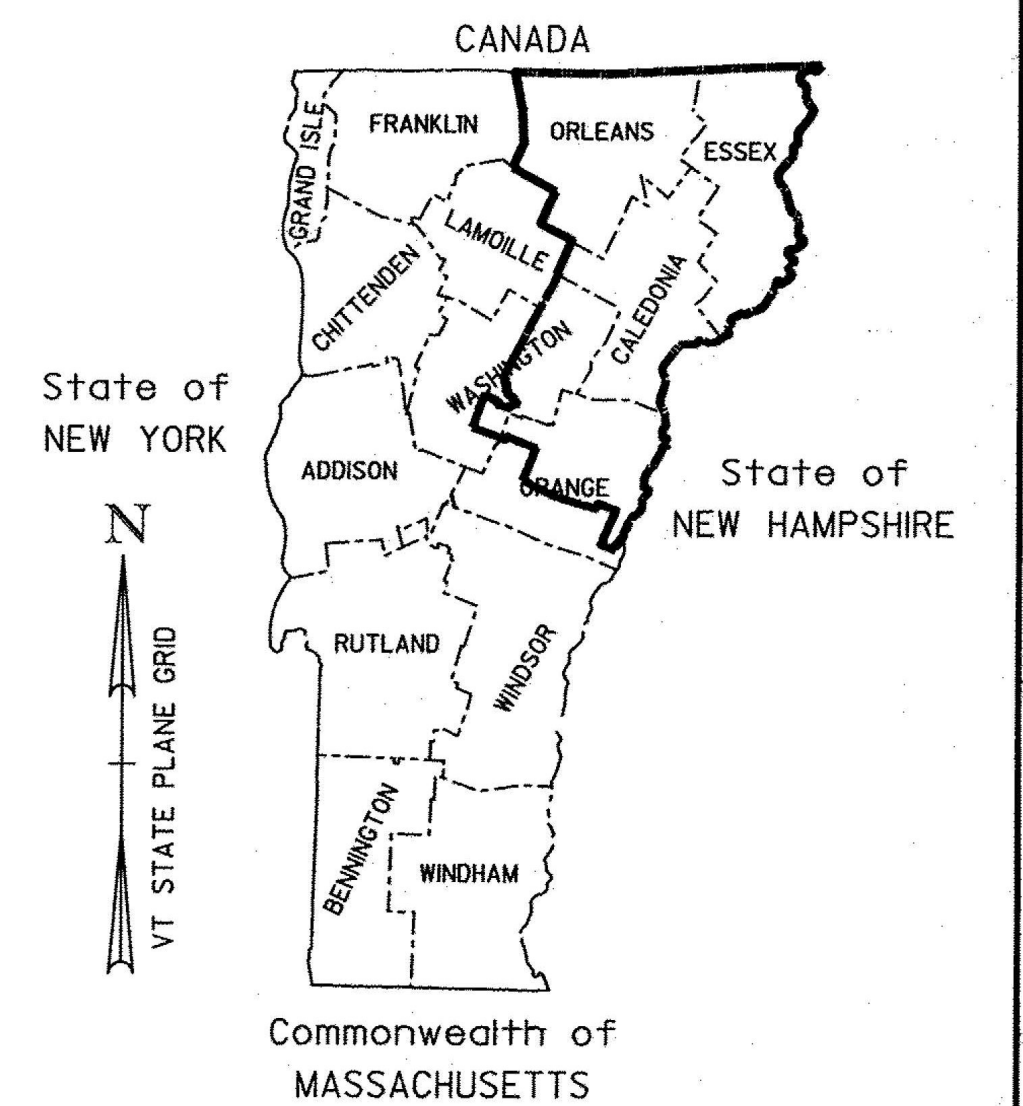 CANADA
FRANKLIN
ORLEANS
ESSEX
GRAND ISLE
LAMOILLE
CHITTENDEN
CALEDONIA
WASHINGTON
State of
NEW YORK
ADDISON
ORANGE
State of
NEW HAMPSHIRE
N
VT STATE PLANE GRID
RUTLAND
WINDSOR
BENNINGTON
WINDHAM
Commonwealth of
MASSACHUSETTS